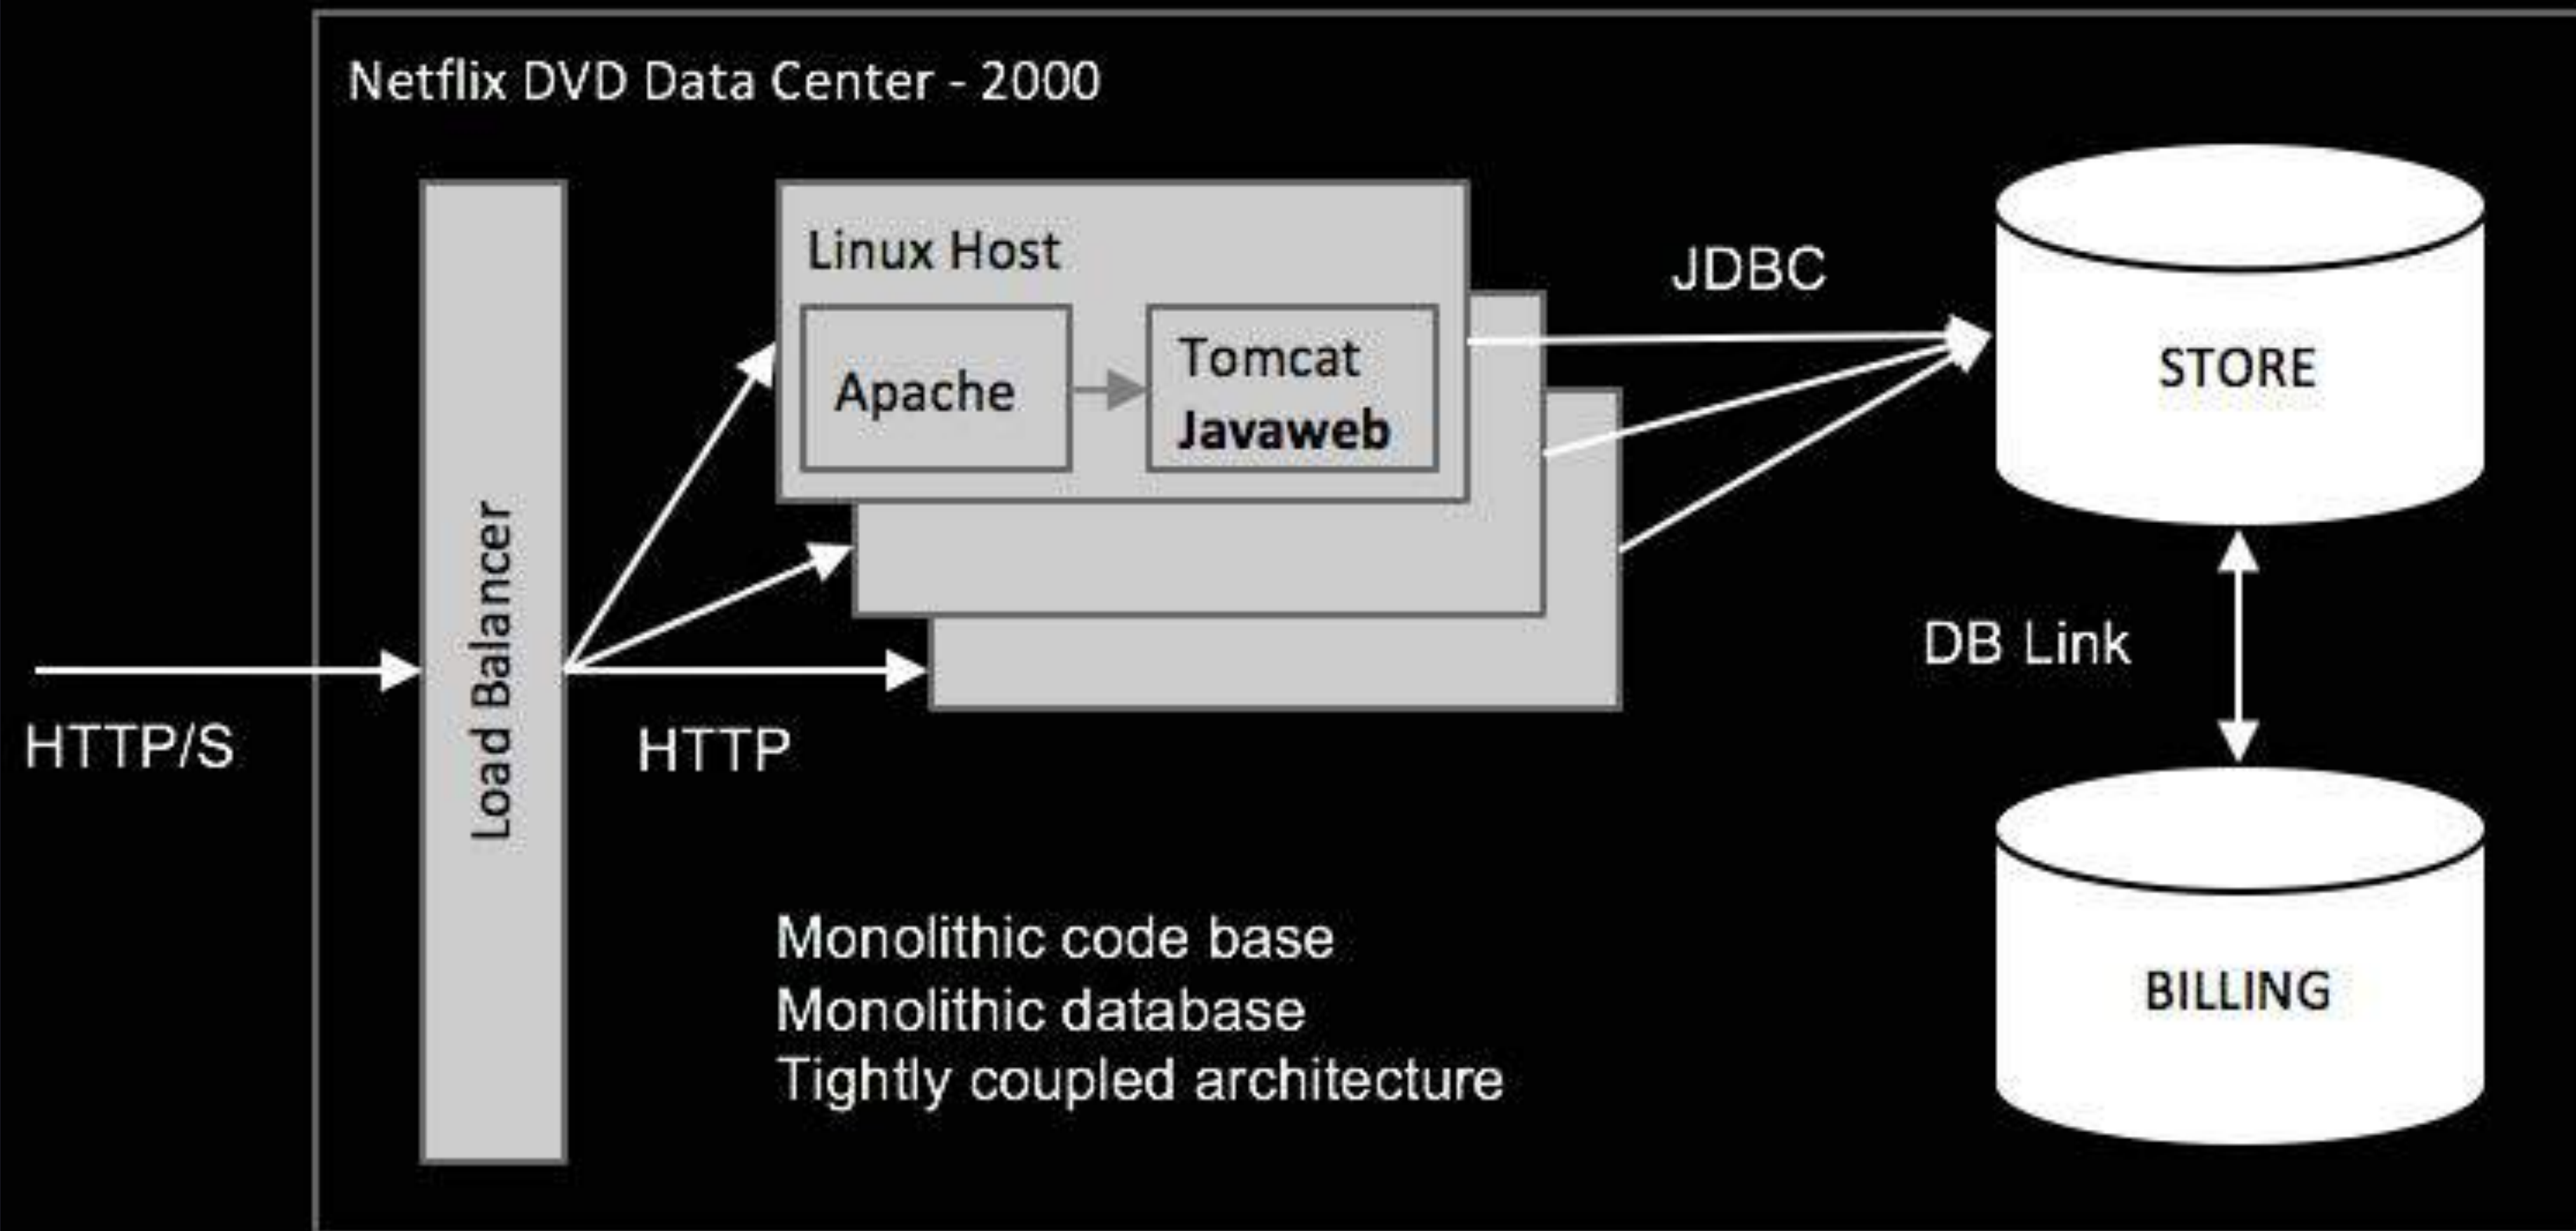 Netflix DVD Data Center - 2000
Linux Host
Apache
Tomcat
Javaweb
JDBC
STORE
Load Balancer
HTTP/S
HTTP
DB Link
BILLING
Monolithic code base
Monolithic database
Tightly coupled architecture